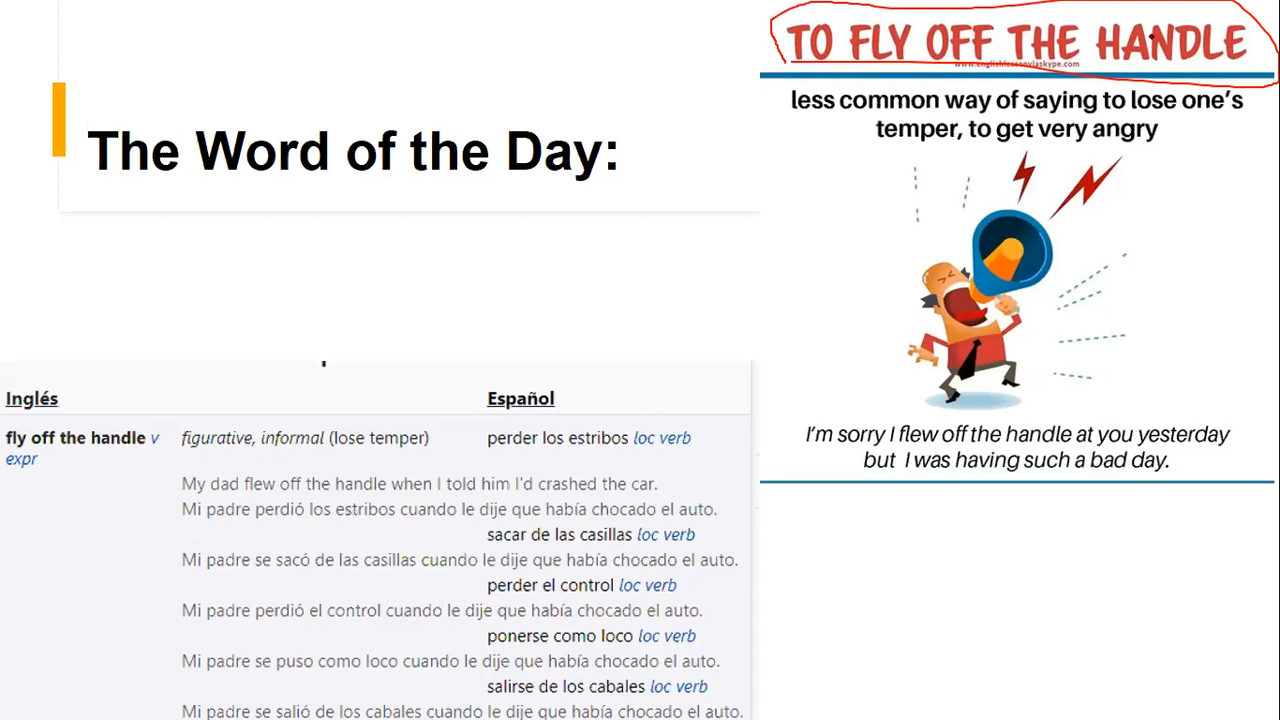 The Word of the Day:
TO FLY OFF THE HANDLE
www.englishlessonviaskype.com
less common way of saying to lose one's
temper, to get very angry
I'm sorry I flew off the handle at you yesterday
but I was having such a bad day.
Inglés Español
fly off the handle v figurative, informal (lose temper) perder los estribos loc verb
expr
My dad flew off the handle when I told him I'd crashed the car.
Mi padre perdió los estribos cuando le dije que había chocado el auto.
sacar de las casillas loc verb
Mi padre se sacó de las casillas cuando le dije que había chocado el auto.
perder el control loc verb
Mi padre perdió el control cuando le dije que había chocado el auto.
ponerse como loco loc verb
Mi padre se puso como loco cuando le dije que había chocado el auto.
salirse de los cabales loc verb
Mi padre se salió de los cabales cuando le dije que había chocado el auto.